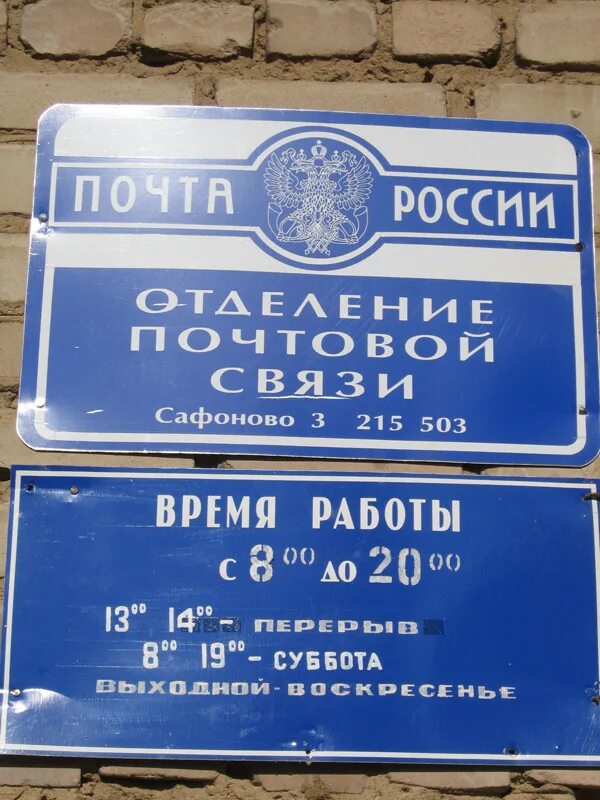 ПОЧТА РОССИИ
ОТДЕЛЕНИЕ
ПОЧТОВОЙ
СВЯЗИ
Сафоново 3 215 503
ВРЕМЯ РАБОТЫ
с 8⁰⁰ до 20⁰⁰
13⁰⁰ 14⁰⁰ - ПЕРЕРЫВ
8⁰⁰ 19⁰⁰ - СУББОТА
ВЫХОДНОЙ - ВОСКРЕСЕНЬЕ